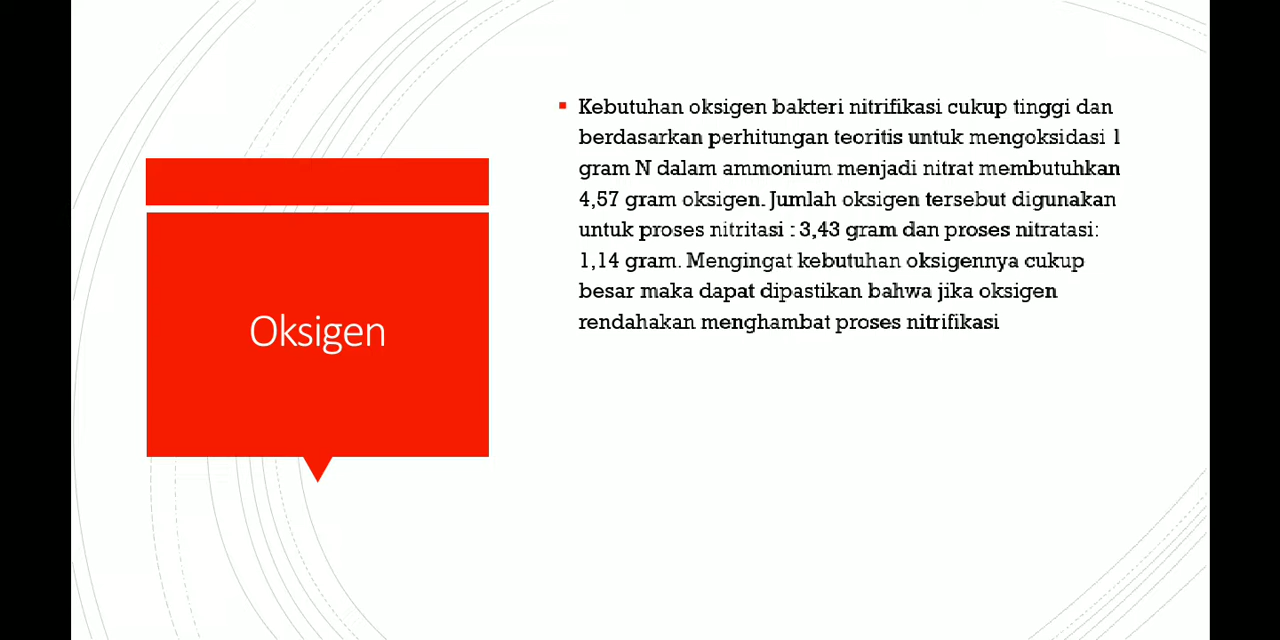 Oksigen
Kebutuhan oksigen bakteri nitrifikasi cukup tinggi dan
berdasarkan perhitungan teoritis untuk mengoksidasi 1
gram N dalam ammonium menjadi nitrat membutuhkan
4,57 gram oksigen. Jumlah oksigen tersebut digunakan
untuk proses nitritasi : 3,43 gram dan proses nitratasi:
1,14 gram. Mengingat kebutuhan oksigennya cukup
besar maka dapat dipastikan bahwa jika oksigen
rendahakan menghambat proses nitrifikasi